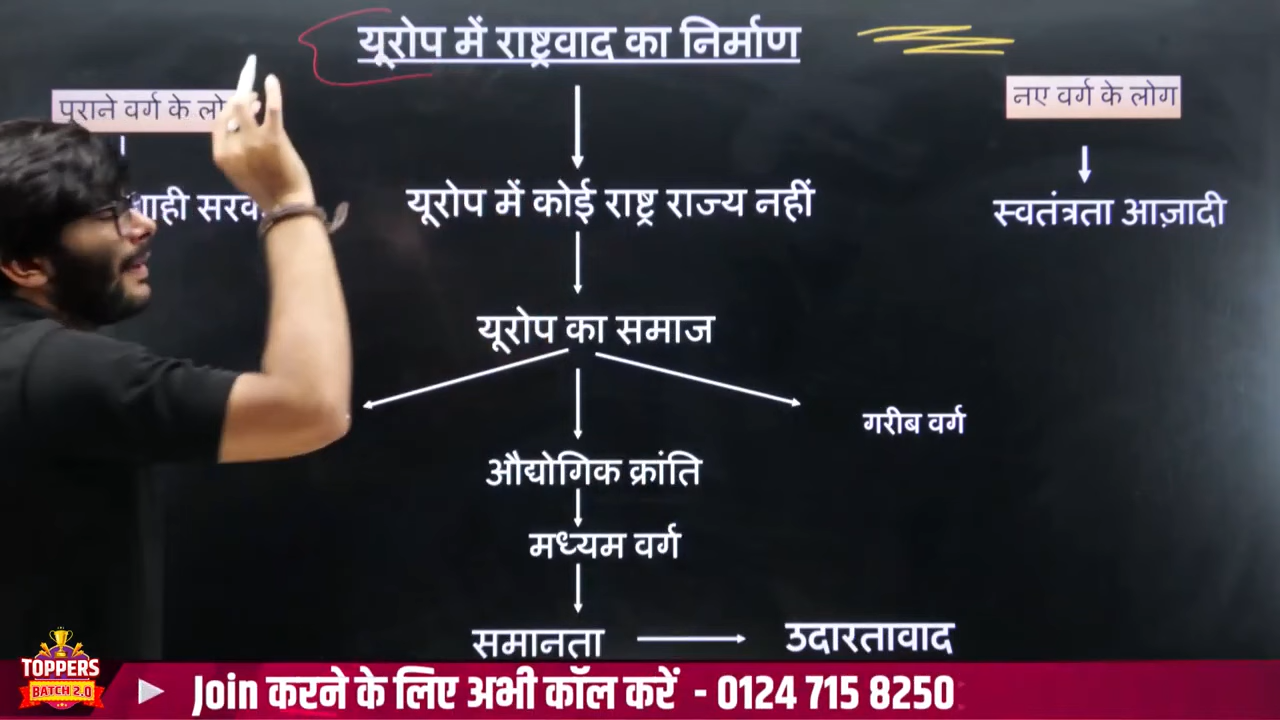 यूरोप में राष्ट्रवाद का निर्माण
पुराने वर्ग के
नए वर्ग के लोग
यूरोप में कोई राष्ट्र राज्य नहीं
स्वतंत्रता आज़ादी
यूरोप का समाज
गरीब वर्ग
औद्योगिक क्रांति
मध्यम वर्ग
समानता
उदारतावाद
TOPPERS
BATCH 2.0
Join करने के लिए अभी कॉल करें - 0124 715 8250